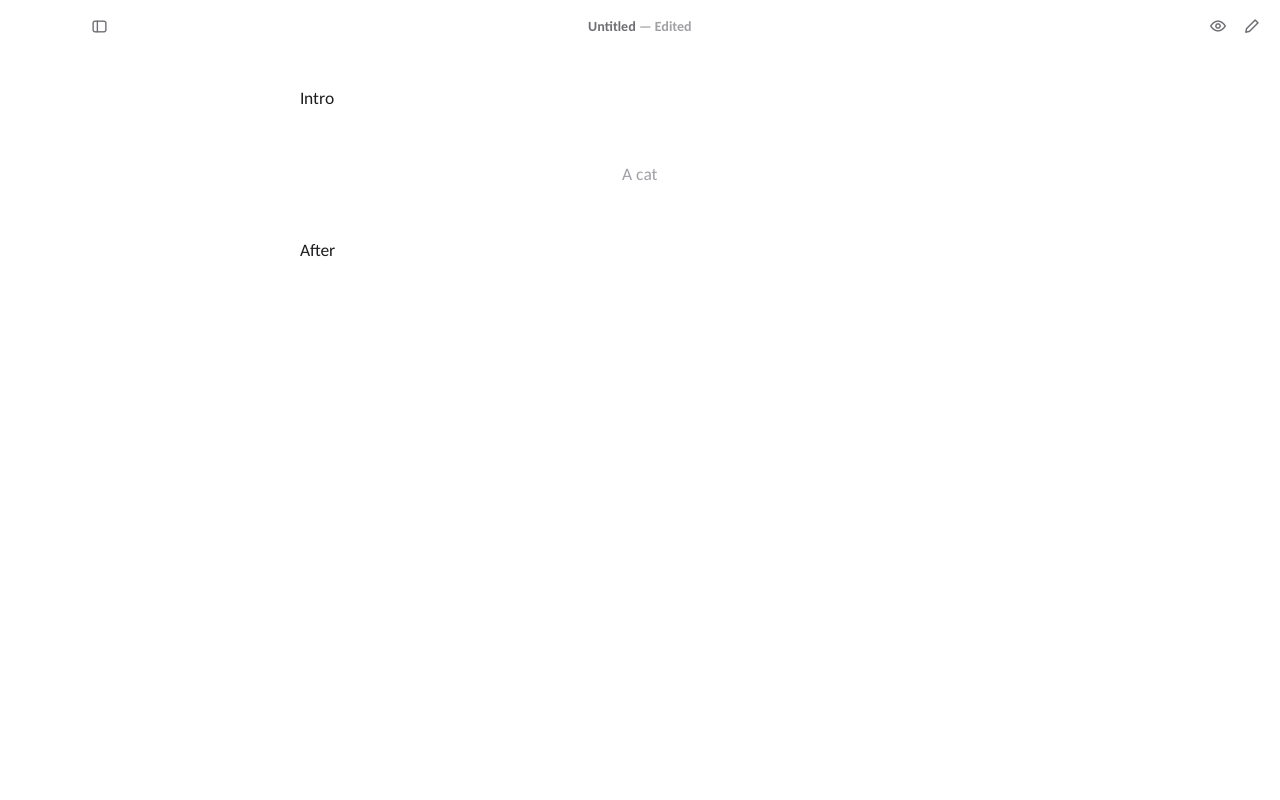 Untitled — Edited
Intro
A cat
After